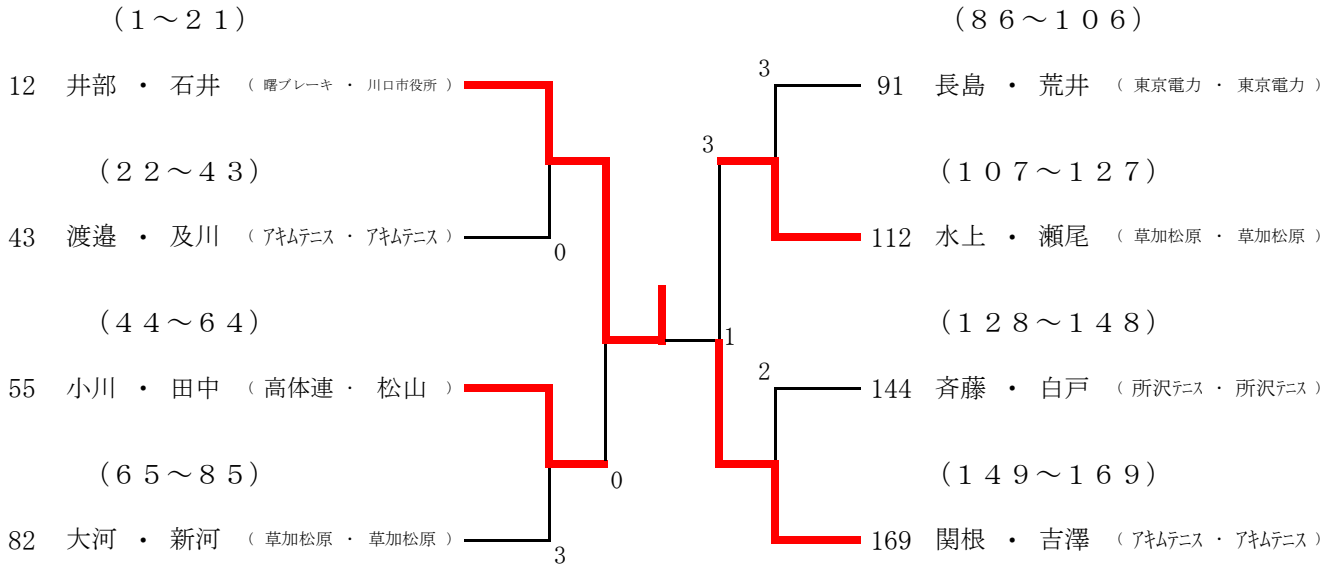 (1～21)
12 井部 ・ 石井 ( 曙ブレーキ ・ 川口市役所 )
(22～43)
43 渡邉 ・ 及川 ( アキムテニス ・ アキムテニス )
0
(44～64)
55 小川 ・ 田中 ( 高体連 ・ 松山 )
(65～85)
0
82 大河 ・ 新河 ( 草加松原 ・ 草加松原 )
3
(86～106)
3
91 長島 ・ 荒井 ( 東京電力 ・ 東京電力 )
3
(107～127)
112 水上 ・ 瀬尾 ( 草加松原 ・ 草加松原 )
(128～148)
1
2
144 斉藤 ・ 白戸 ( 所沢テニス ・ 所沢テニス )
(149～169)
169 関根 ・ 吉澤 ( アキムテニス ・ アキムテニス )